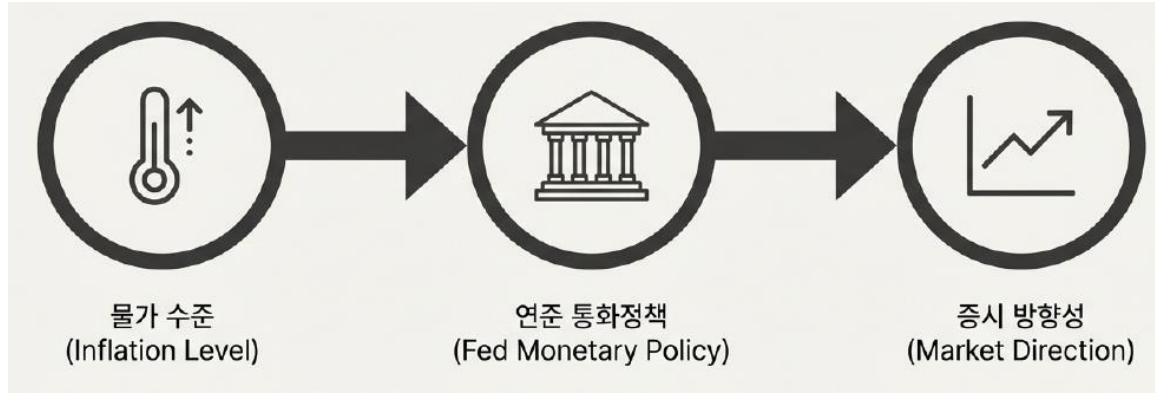 물가 수준
(Inflation Level)
연준 통화정책
(Fed Monetary Policy)
증시 방향성
(Market Direction)